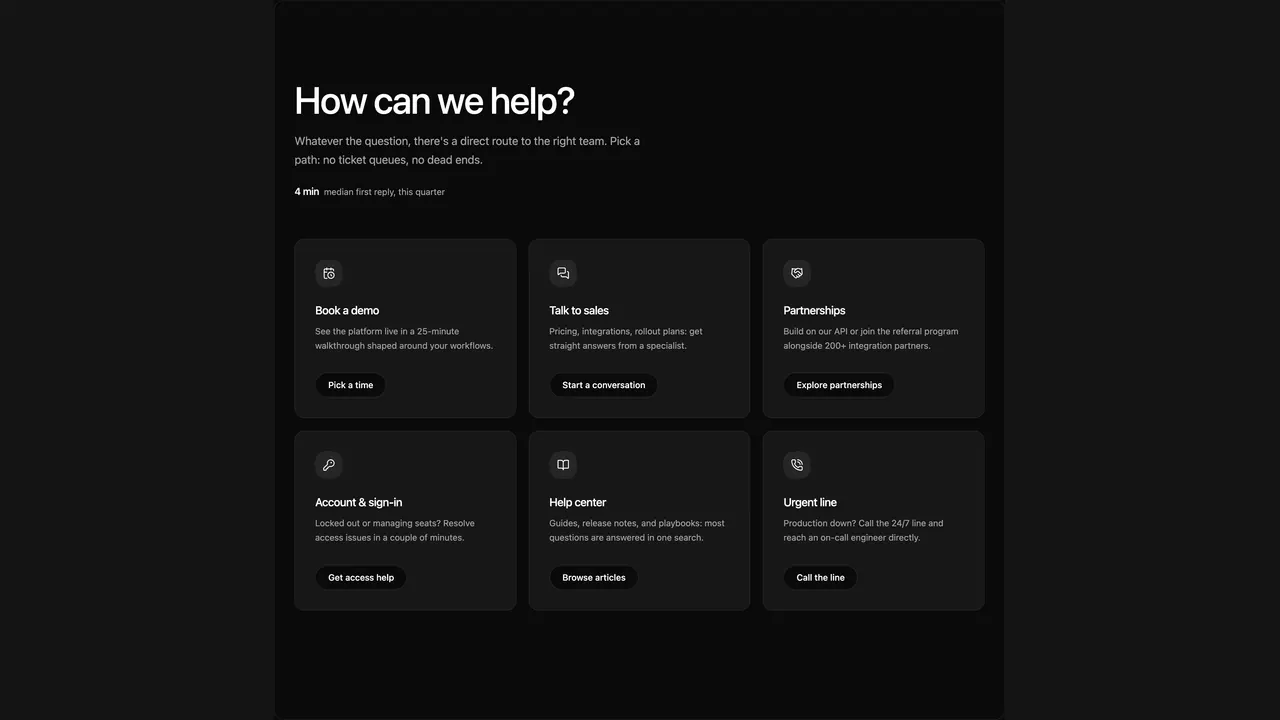 How can we help?
Whatever the question, there's a direct route to the right team. Pick a
path: no ticket queues, no dead ends.
4 min median first reply, this quarter
Book a demo
See the platform live in a 25-minute
walkthrough shaped around your workflows.
Pick a time
Talk to sales
Pricing, integrations, rollout plans: get
straight answers from a specialist.
Start a conversation
Partnerships
Build on our API or join the referral program
alongside 200+ integration partners.
Explore partnerships
Account & sign-in
Locked out or managing seats? Resolve
access issues in a couple of minutes.
Get access help
Help center
Guides, release notes, and playbooks: most
questions are answered in one search.
Browse articles
Urgent line
Production down? Call the 24/7 line and
reach an on-call engineer directly.
Call the line